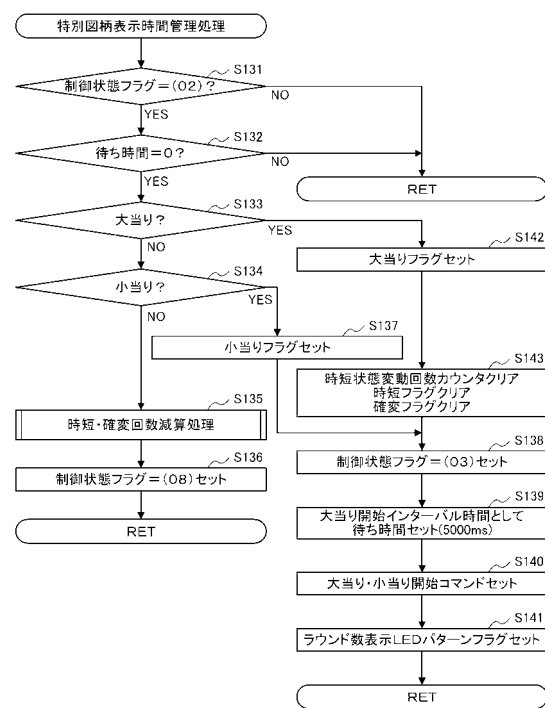 特別図柄表示時間管理処理
S131
制御状態フラグ=(02)?
NO
YES
S132
待ち時間=0?
NO
YES
RET
S133
大当り?
YES
NO
S142
大当りフラグセット
S134
小当り?
YES
NO
S137
小当りフラグセット
S143
時短状態変動回数カウンタクリア
時短フラグクリア
確変フラグクリア
S135
時短・確変回数減算処理
S138
制御状態フラグ=(03)セット
S136
制御状態フラグ=(08)セット
S139
大当り開始インターバル時間として
待ち時間セット(5000ms)
RET
S140
大当り・小当り開始コマンドセット
S141
ラウンド数表示LEDパターンフラグセット
RET